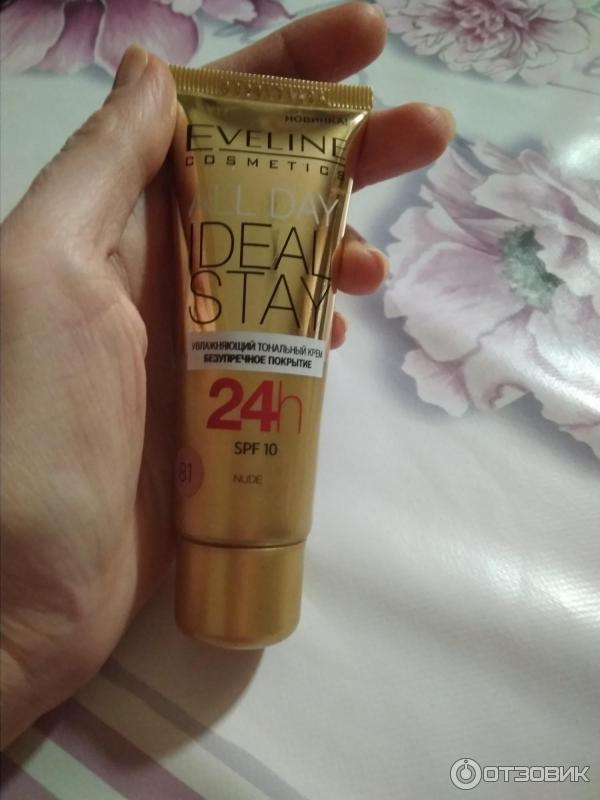 НОВИНКА!
EVELINE
COSMETICS
ALL DAY
IDEAL
STAY
УВЛАЖНЯЮЩИЙ ТОНАЛЬНЫЙ КРЕМ
БЕЗУПРЕЧНОЕ ПОКРЫТИЕ
24h
SPF 10
81
NUDE
ОТЗОВИК